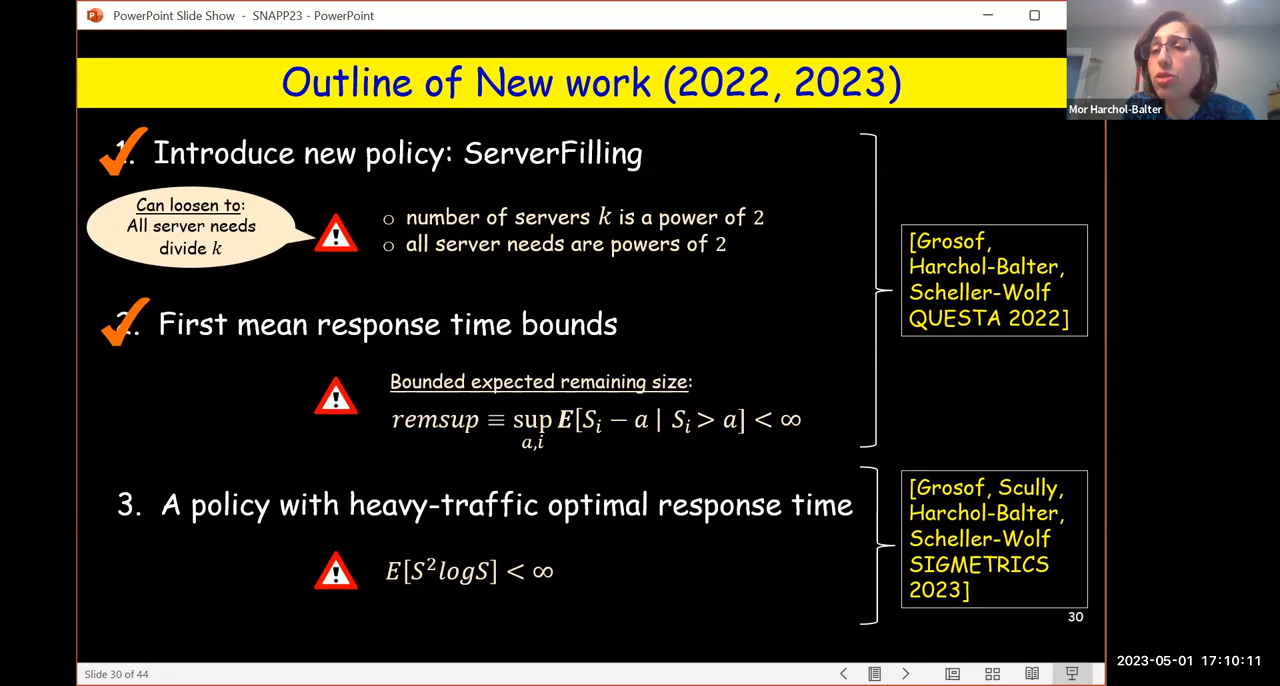 PowerPoint Slide Show - SNAPP23 - PowerPoint
Mor Harchol-Balter
Outline of New work (2022, 2023)
1. Introduce new policy: ServerFilling
Can loosen to:
All server needs
divide k
o number of servers k is a power of 2
o all server needs are powers of 2
[Grosof,
Harchol-Balter,
Scheller-Wolf
QUESTA 2022]
2. First mean response time bounds
Bounded expected remaining size:
remsup ≡ sup E[S_i − a | S_i > a] < ∞
a,i
3. A policy with heavy-traffic optimal response time
E[S²logS] < ∞
[Grosof, Scully,
Harchol-Balter,
Scheller-Wolf
SIGMETRICS
2023]
30
2023-05-01 17:10:11
Slide 30 of 44